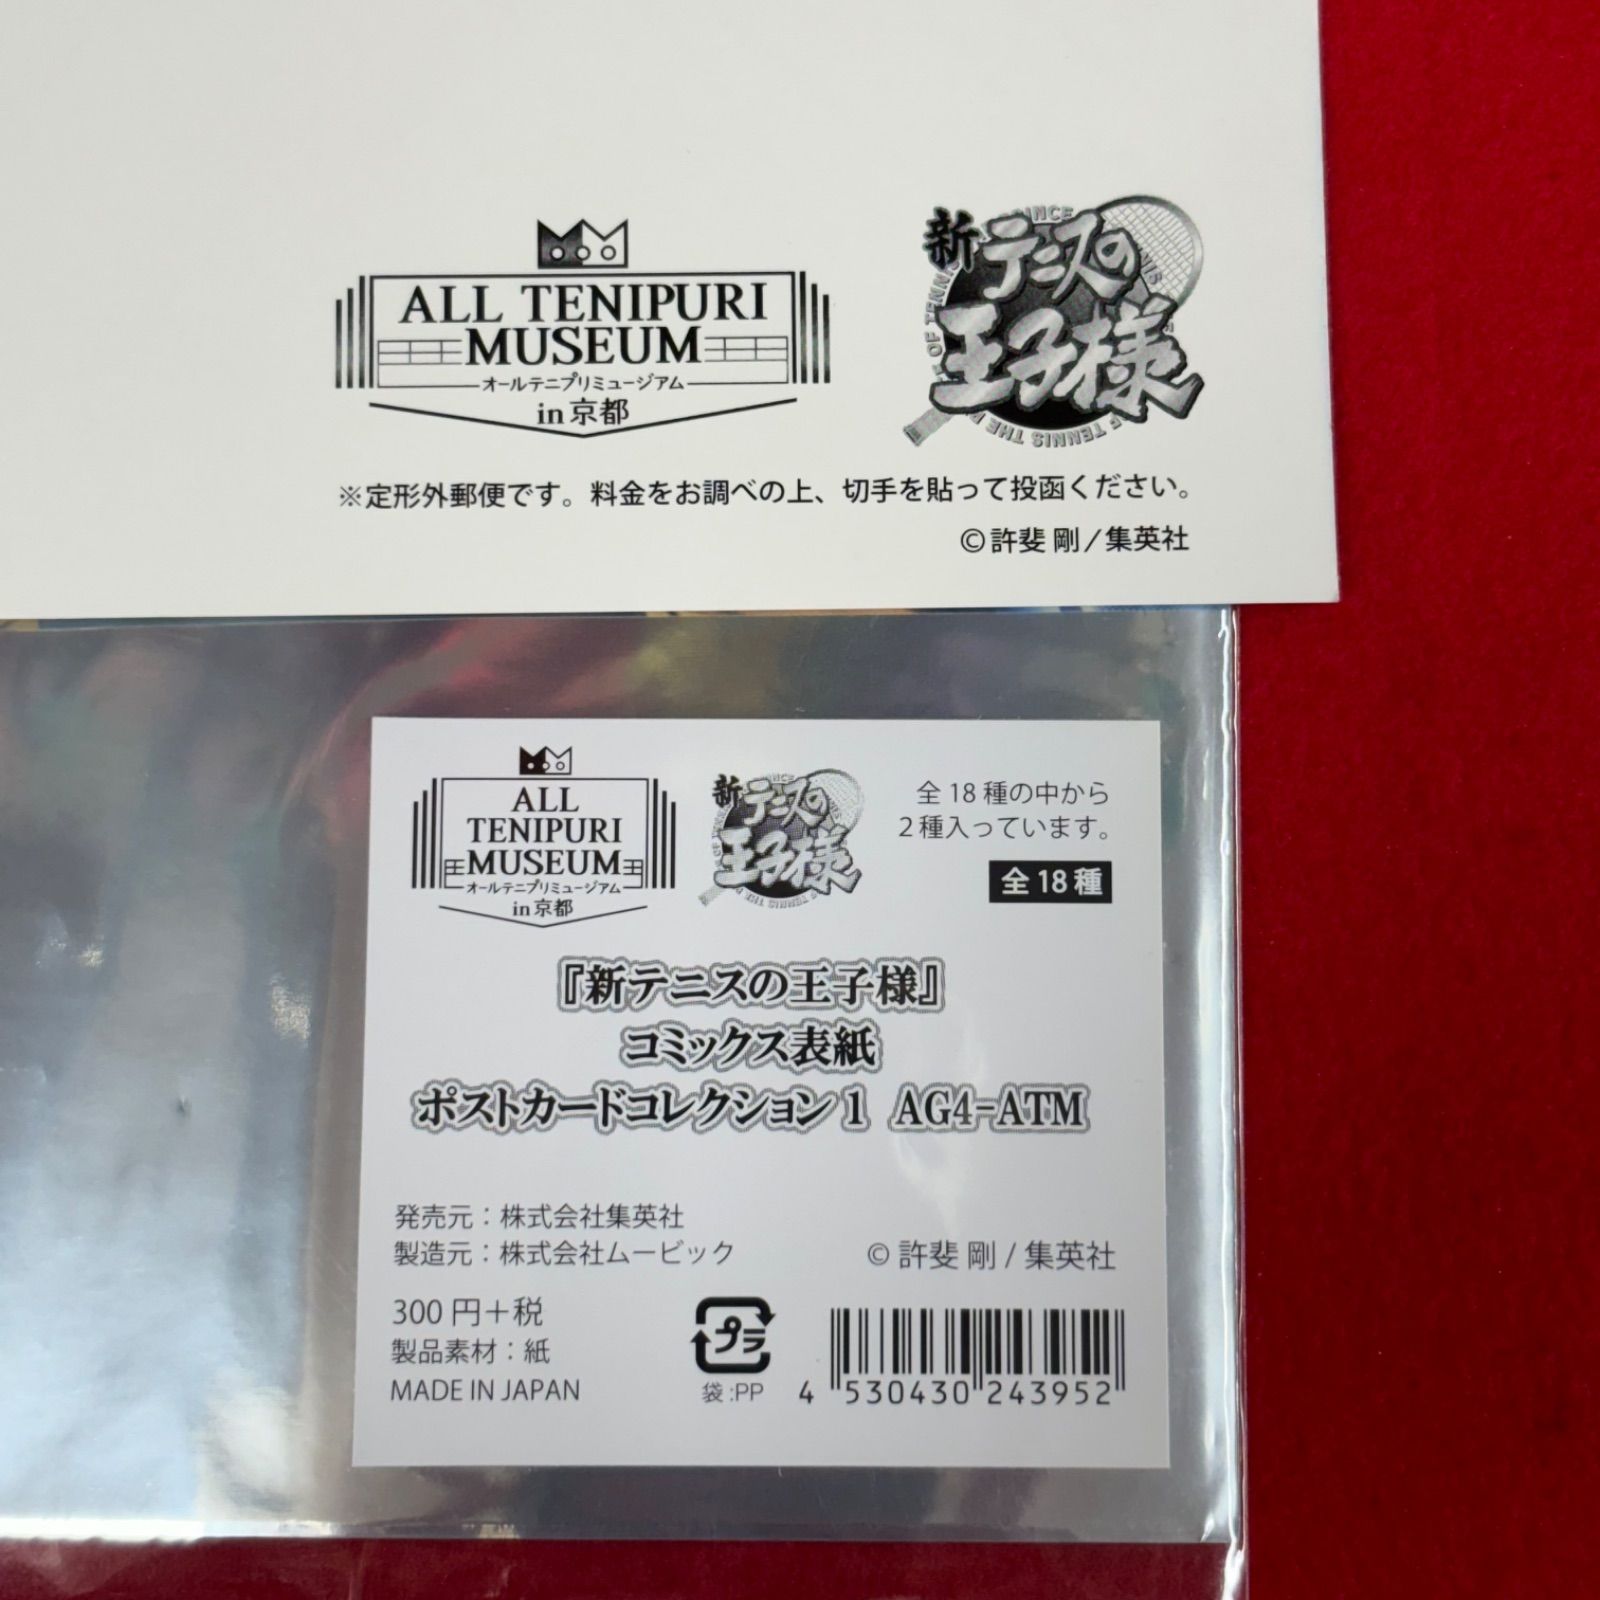 ALL TENIPURI
MUSEUM
オールテニプリミュージアム
in 京都
新テニスの
王子様
※定形外郵便です。料金をお調べの上、切手を貼って投函ください。
©許斐 剛／集英社
ALL
TENIPURI
MUSEUM
オールテニプリミュージアム
in 京都
新テニスの
王子様
全18種の中から
2種入っています。
全18種
『新テニスの王子様』
コミックス表紙
ポストカードコレクション1 AG4-ATM
発売元：株式会社集英社
製造元：株式会社ムービック
© 許斐 剛 / 集英社
300円＋税
製品素材：紙
MADE IN JAPAN
プラ
袋:PP
4 530430 243952